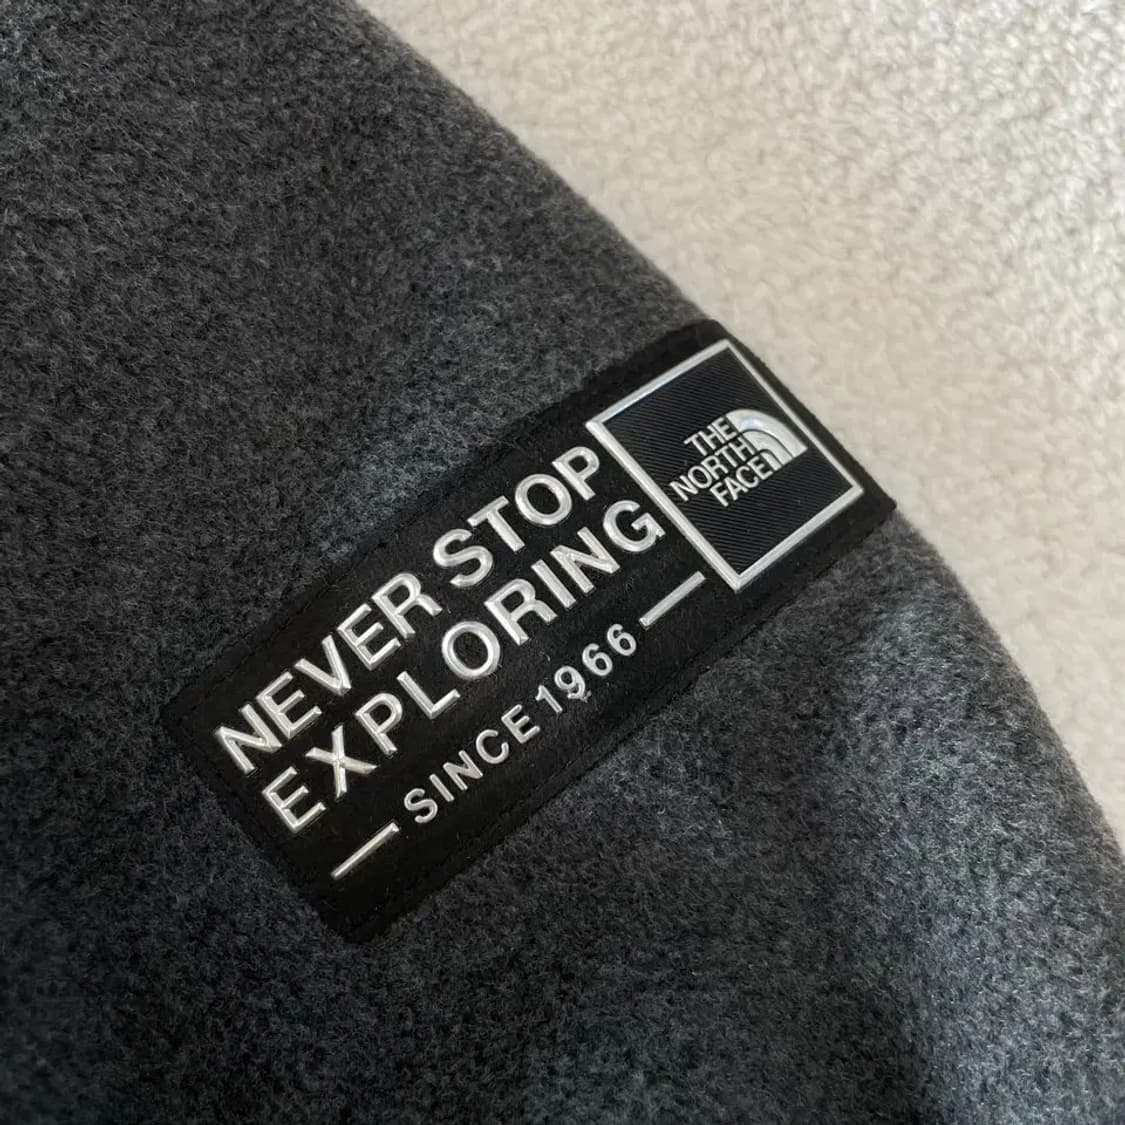 NEVER STOP
EXPLORING
SINCE 1966
THE
NORTH
FACE